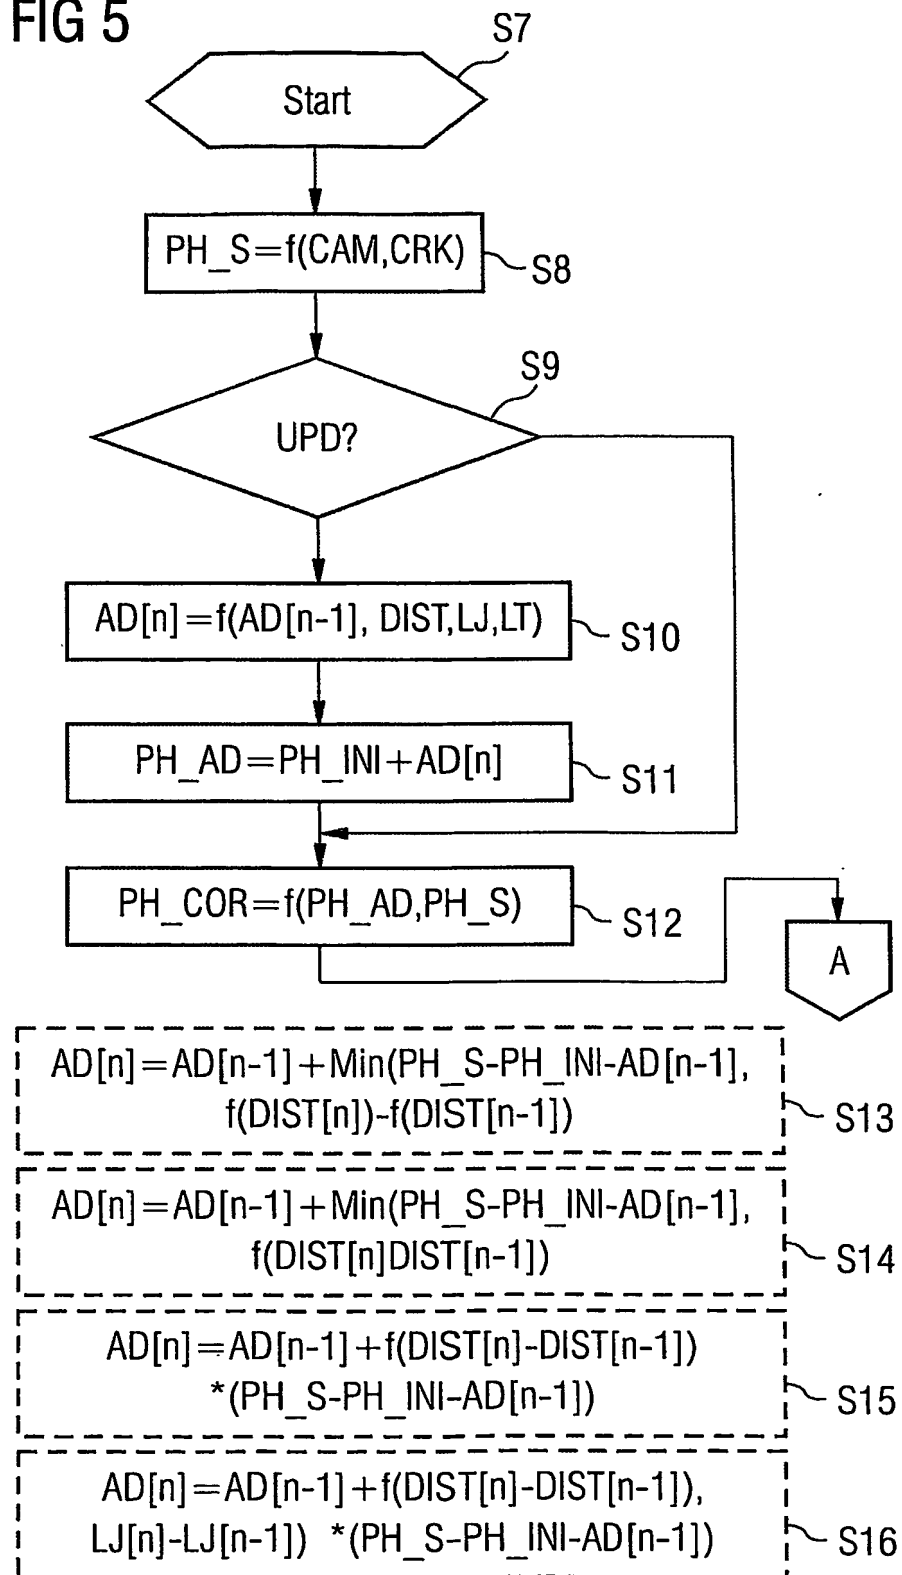 FIG 5
S7
Start
PH_S=f(CAM,CRK)
S8
S9
UPD?
AD[n]=f(AD[n-1], DIST,LJ,LT)
S10
PH_AD=PH_INI+AD[n]
S11
PH_COR=f(PH_AD,PH_S)
S12
A
AD[n]=AD[n-1]+Min(PH_S-PH_INI-AD[n-1],
f(DIST[n])-f(DIST[n-1])
S13
AD[n]=AD[n-1]+Min(PH_S-PH_INI-AD[n-1],
f(DIST[n]DIST[n-1])
S14
AD[n]=AD[n-1]+f(DIST[n]-DIST[n-1])
*(PH_S-PH_INI-AD[n-1])
S15
AD[n]=AD[n-1]+f(DIST[n]-DIST[n-1]),
LJ[n]-LJ[n-1]) *(PH_S-PH_INI-AD[n-1])
S16